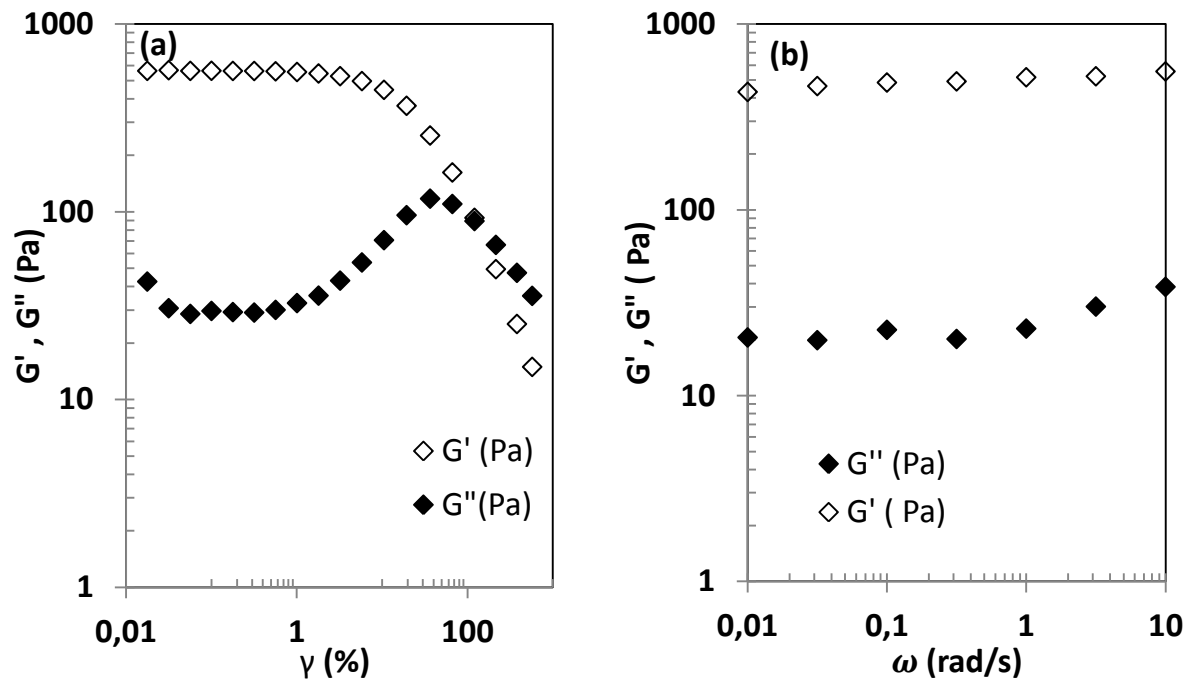 (a)
G' , G" (Pa)
1000
100
10
1
0,01
1
100
γ (%)
G' (Pa)
G"(Pa)
(b)
G' , G" ( Pa)
1000
100
10
1
0,01
0,1
1
10
ω (rad/s)
G'' (Pa)
G' ( Pa)